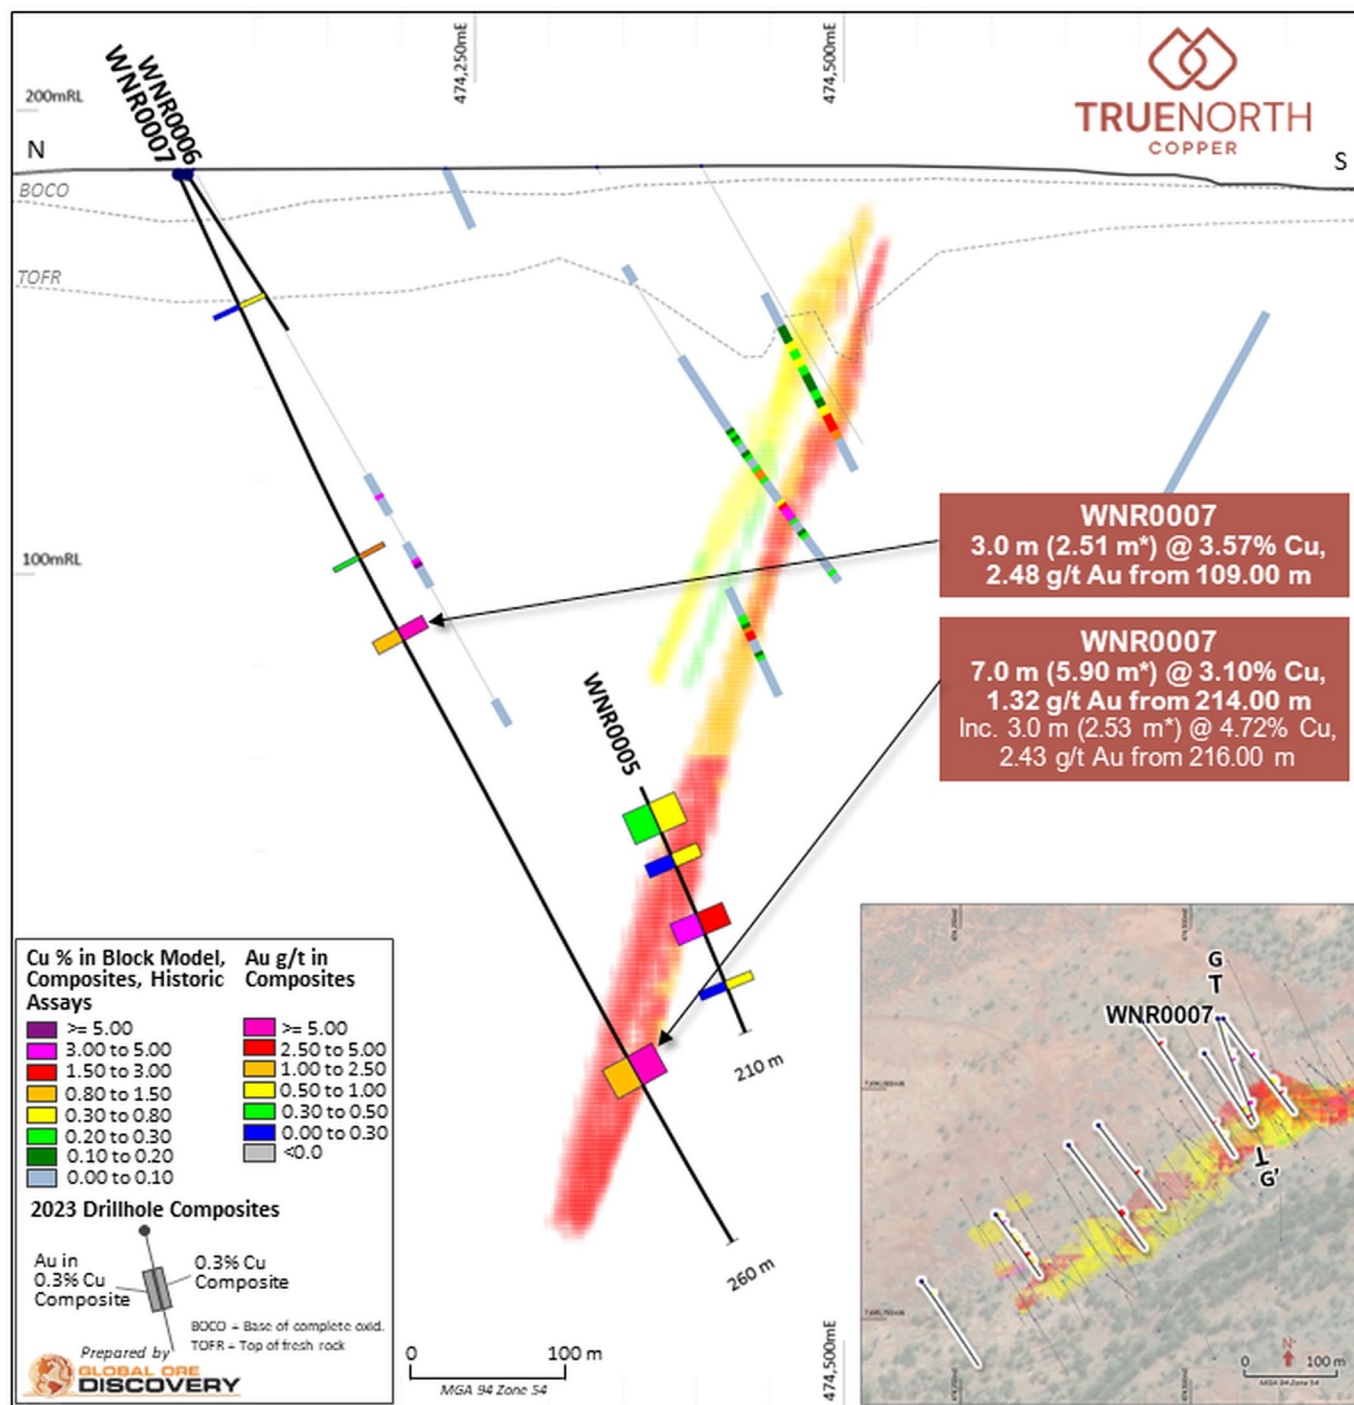 474,250mE
474,500mE
TRUENORTH
COPPER
200mRL
WNR0007
WNR0006
N
S
BOCO
TOFR
100mRL
WNR0007
3.0 m (2.51 m*) @ 3.57% Cu,
2.48 g/t Au from 109.00 m
WNR0007
7.0 m (5.90 m*) @ 3.10% Cu,
1.32 g/t Au from 214.00 m
Inc. 3.0 m (2.53 m*) @ 4.72% Cu,
2.43 g/t Au from 216.00 m
WNR0005
210 m
260 m
Cu % in Block Model,
Composites, Historic
Assays
>= 5.00
3.00 to 5.00
1.50 to 3.00
0.80 to 1.50
0.30 to 0.80
0.20 to 0.30
0.10 to 0.20
0.00 to 0.10
Au g/t in
Composites
>= 5.00
2.50 to 5.00
1.00 to 2.50
0.50 to 1.00
0.30 to 0.50
0.00 to 0.30
<0.0
2023 Drillhole Composites
Au in
0.3% Cu
Composite
0.3% Cu
Composite
BOCO = Base of complete oxid.
TOFR = Top of fresh rock
Prepared by
GLOBAL ORE
DISCOVERY
0 100 m
MGA 94 Zone 54
474,500mE
G
WNR0007
G'
N
0 100 m
MGA 94 Zone 54